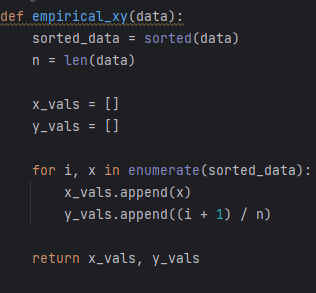 def empirical_xy(data):
    sorted_data = sorted(data)
    n = len(data)

    x_vals = []
    y_vals = []

    for i, x in enumerate(sorted_data):
        x_vals.append(x)
        y_vals.append((i + 1) / n)

    return x_vals, y_vals